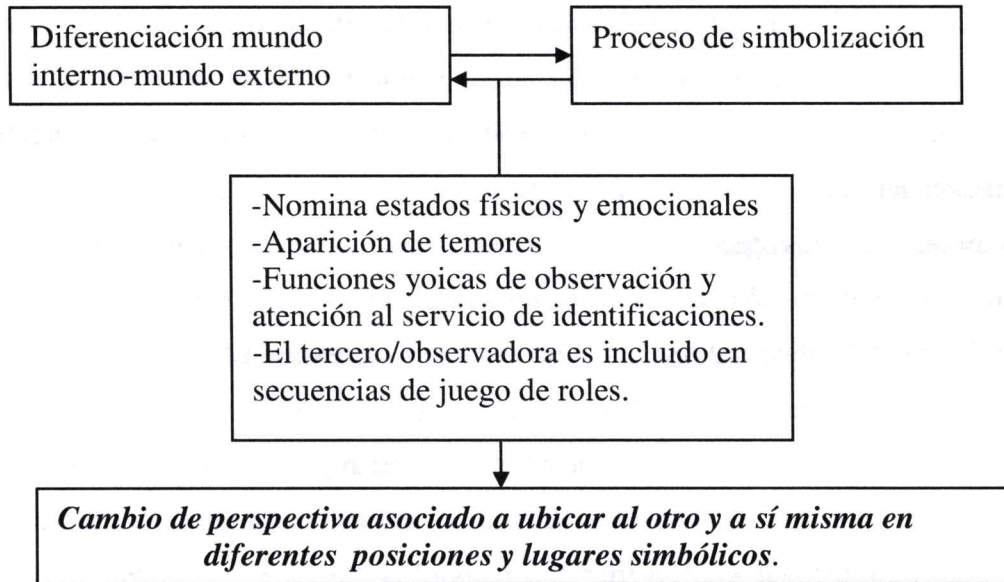 Diferenciación mundo
interno-mundo externo
Proceso de simbolización
-Nomina estados físicos y emocionales
-Aparición de temores
-Funciones yoicas de observación y
atención al servicio de identificaciones.
-El tercero/observadora es incluido en
secuencias de juego de roles.
Cambio de perspectiva asociado a ubicar al otro y a sí misma en
diferentes posiciones y lugares simbólicos.